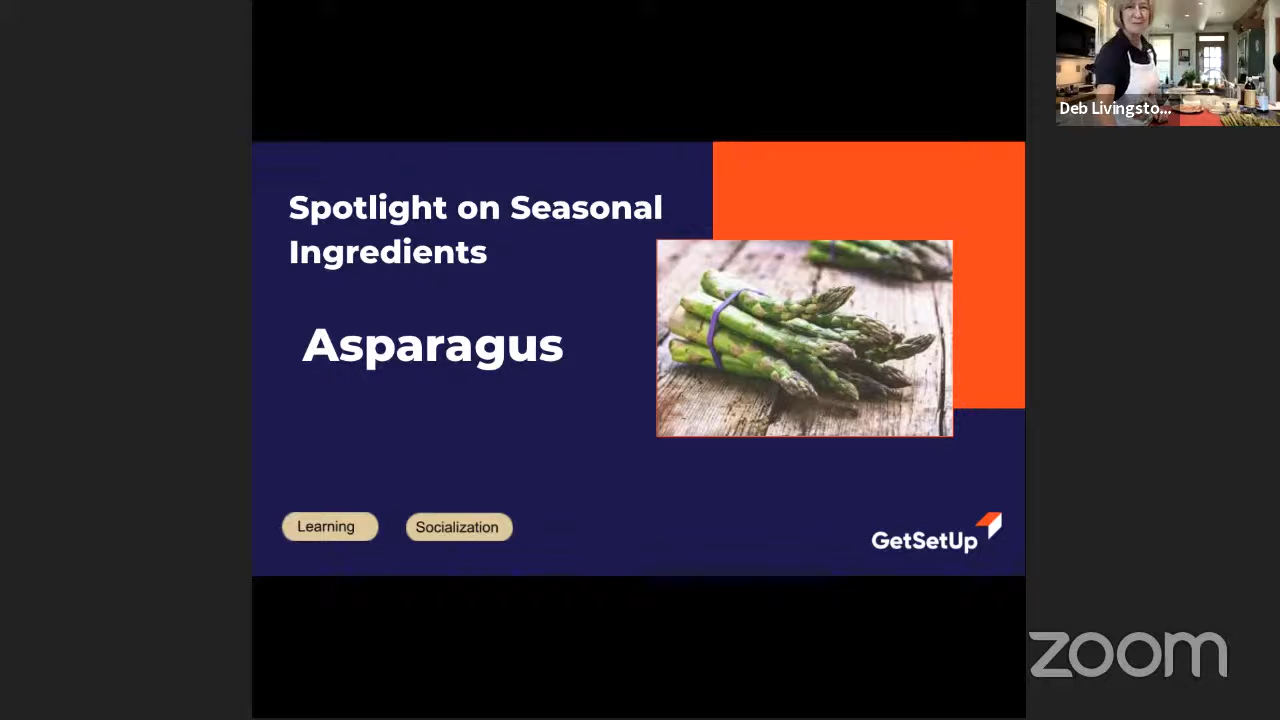 Deb Livingsto...
Spotlight on Seasonal
Ingredients
Asparagus
Learning
Socialization
GetSetUp
zoom